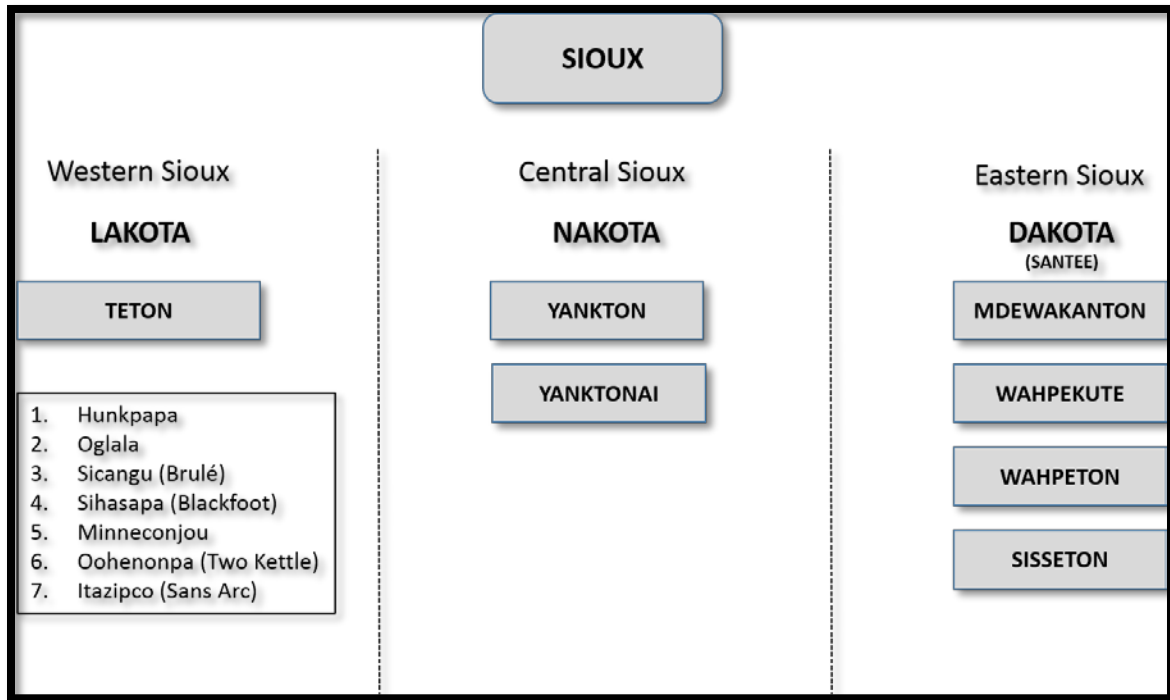 SIOUX
Western Sioux
LAKOTA
TETON
1. Hunkpapa
2. Oglala
3. Sicangu (Brulé)
4. Sihasapa (Blackfoot)
5. Minneconjou
6. Oohenonpa (Two Kettle)
7. Itazipco (Sans Arc)
Central Sioux
NAKOTA
YANKTON
YANKTONAI
Eastern Sioux
DAKOTA
(SANTEE)
MDEWAKANTON
WAHPEKUTE
WAHPETON
SISSETON